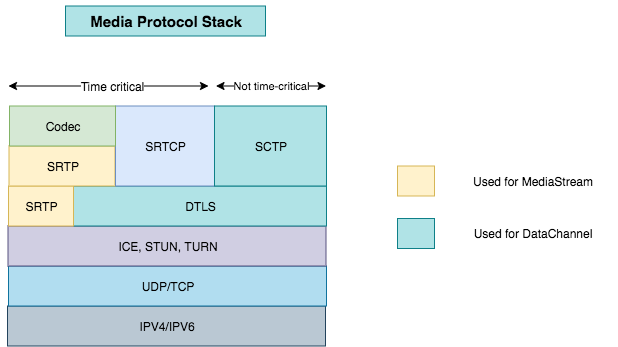 Media Protocol Stack
Time critical
Not time-critical
Codec
SRTCP
SCTP
SRTP
SRTP
DTLS
Used for MediaStream
Used for DataChannel
ICE, STUN, TURN
UDP/TCP
IPV4/IPV6